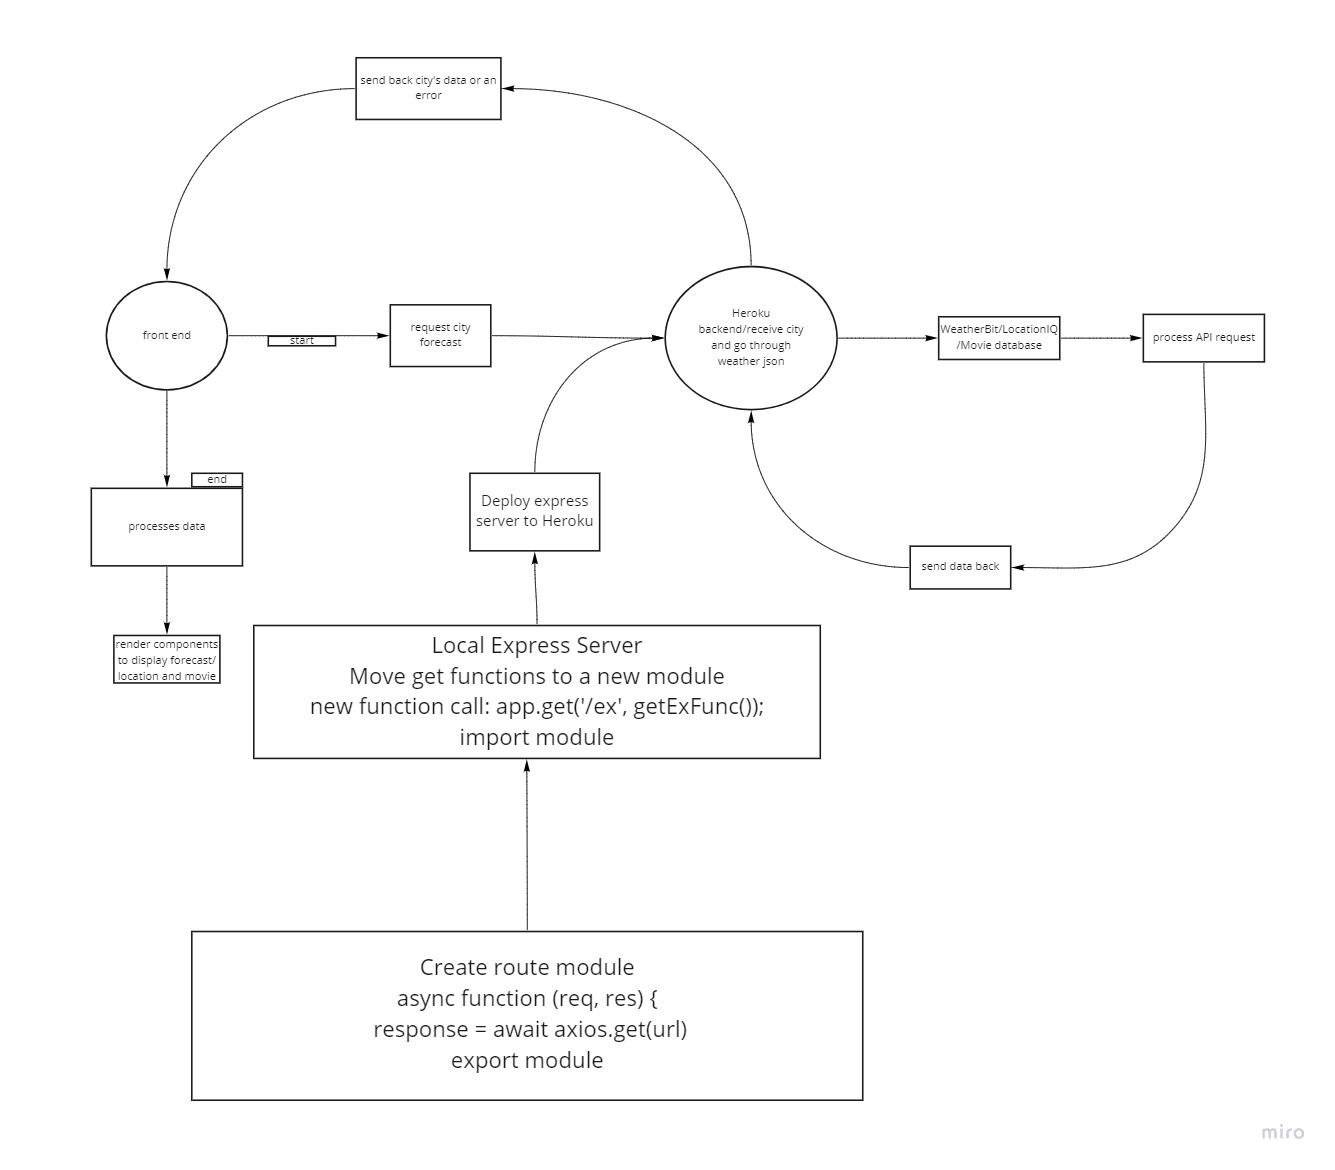 send back city's data or an
error
front end
start
request city
forecast
Heroku
backend/receive city
and go through
weather json
WeatherBit/LocationIQ
/Movie database
process API request
end
processes data
Deploy express
server to Heroku
send data back
render components
to display forecast/
location and movie
Local Express Server
Move get functions to a new module
new function call: app.get('/ex', getExFunc());
import module
Create route module
async function (req, res) {
response = await axios.get(url)
export module
miro